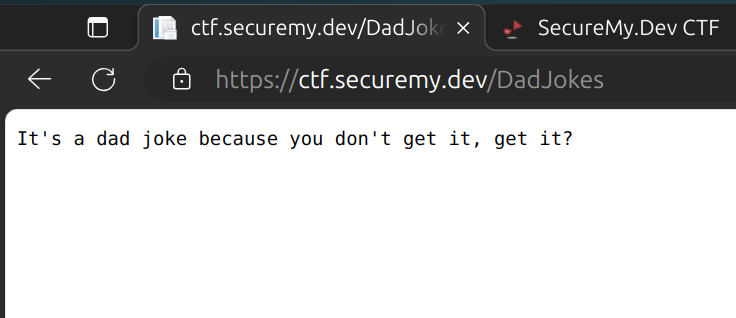 ctf.securemy.dev/DadJok
SecureMy.Dev CTF
https://ctf.securemy.dev/DadJokes
It's a dad joke because you don't get it, get it?